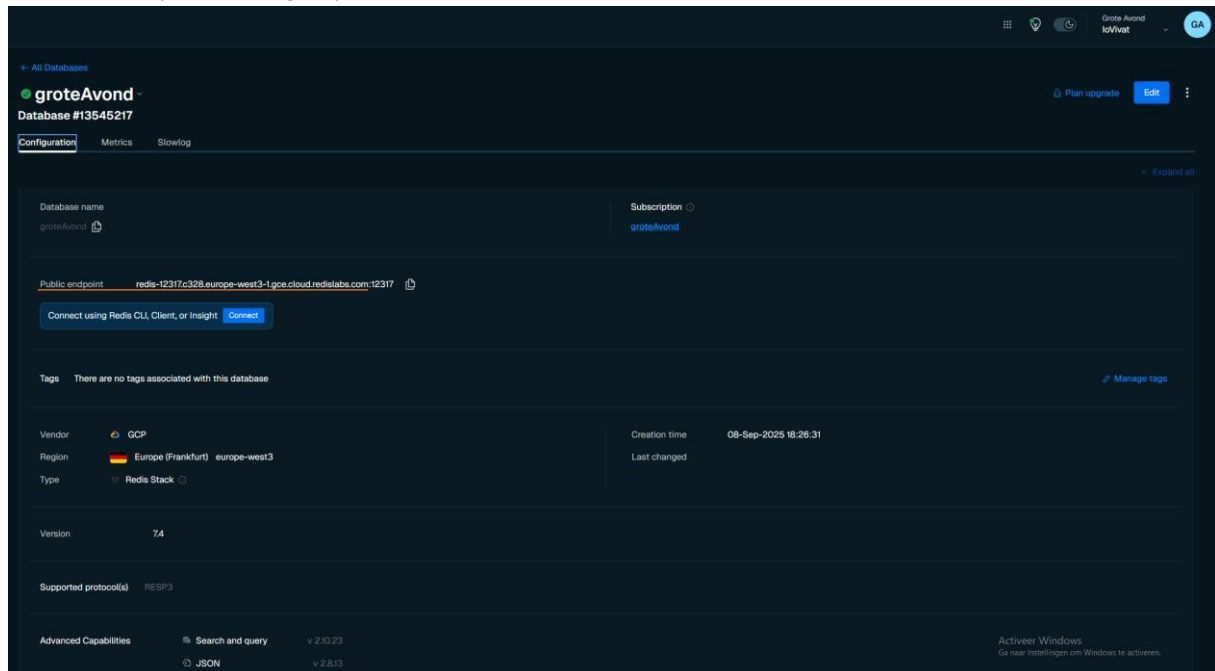 Grote Avond
IoVivat
GA
← All Databases
groteAvond
Plan upgrade
Edit
Database #13545217
Configuration Metrics Slowlog
Expand all
Database name
groteAvond
Subscription
groteAvond
Public endpoint redis-12317.c328.europe-west3-1.gce.cloud.redislabs.com:12317
Connect using Redis CLI, Client, or Insight Connect
Tags There are no tags associated with this database
Manage tags
Vendor GCP
Region Europe (Frankfurt) europe-west3
Type Redis Stack
Creation time 08-Sep-2025 18:26:31
Last changed
Version 7.4
Supported protocol(s) RESP3
Advanced Capabilities Search and query v 2.10.23
JSON v 2.8.13
Activeer Windows
Ga naar Instellingen om Windows te activeren.